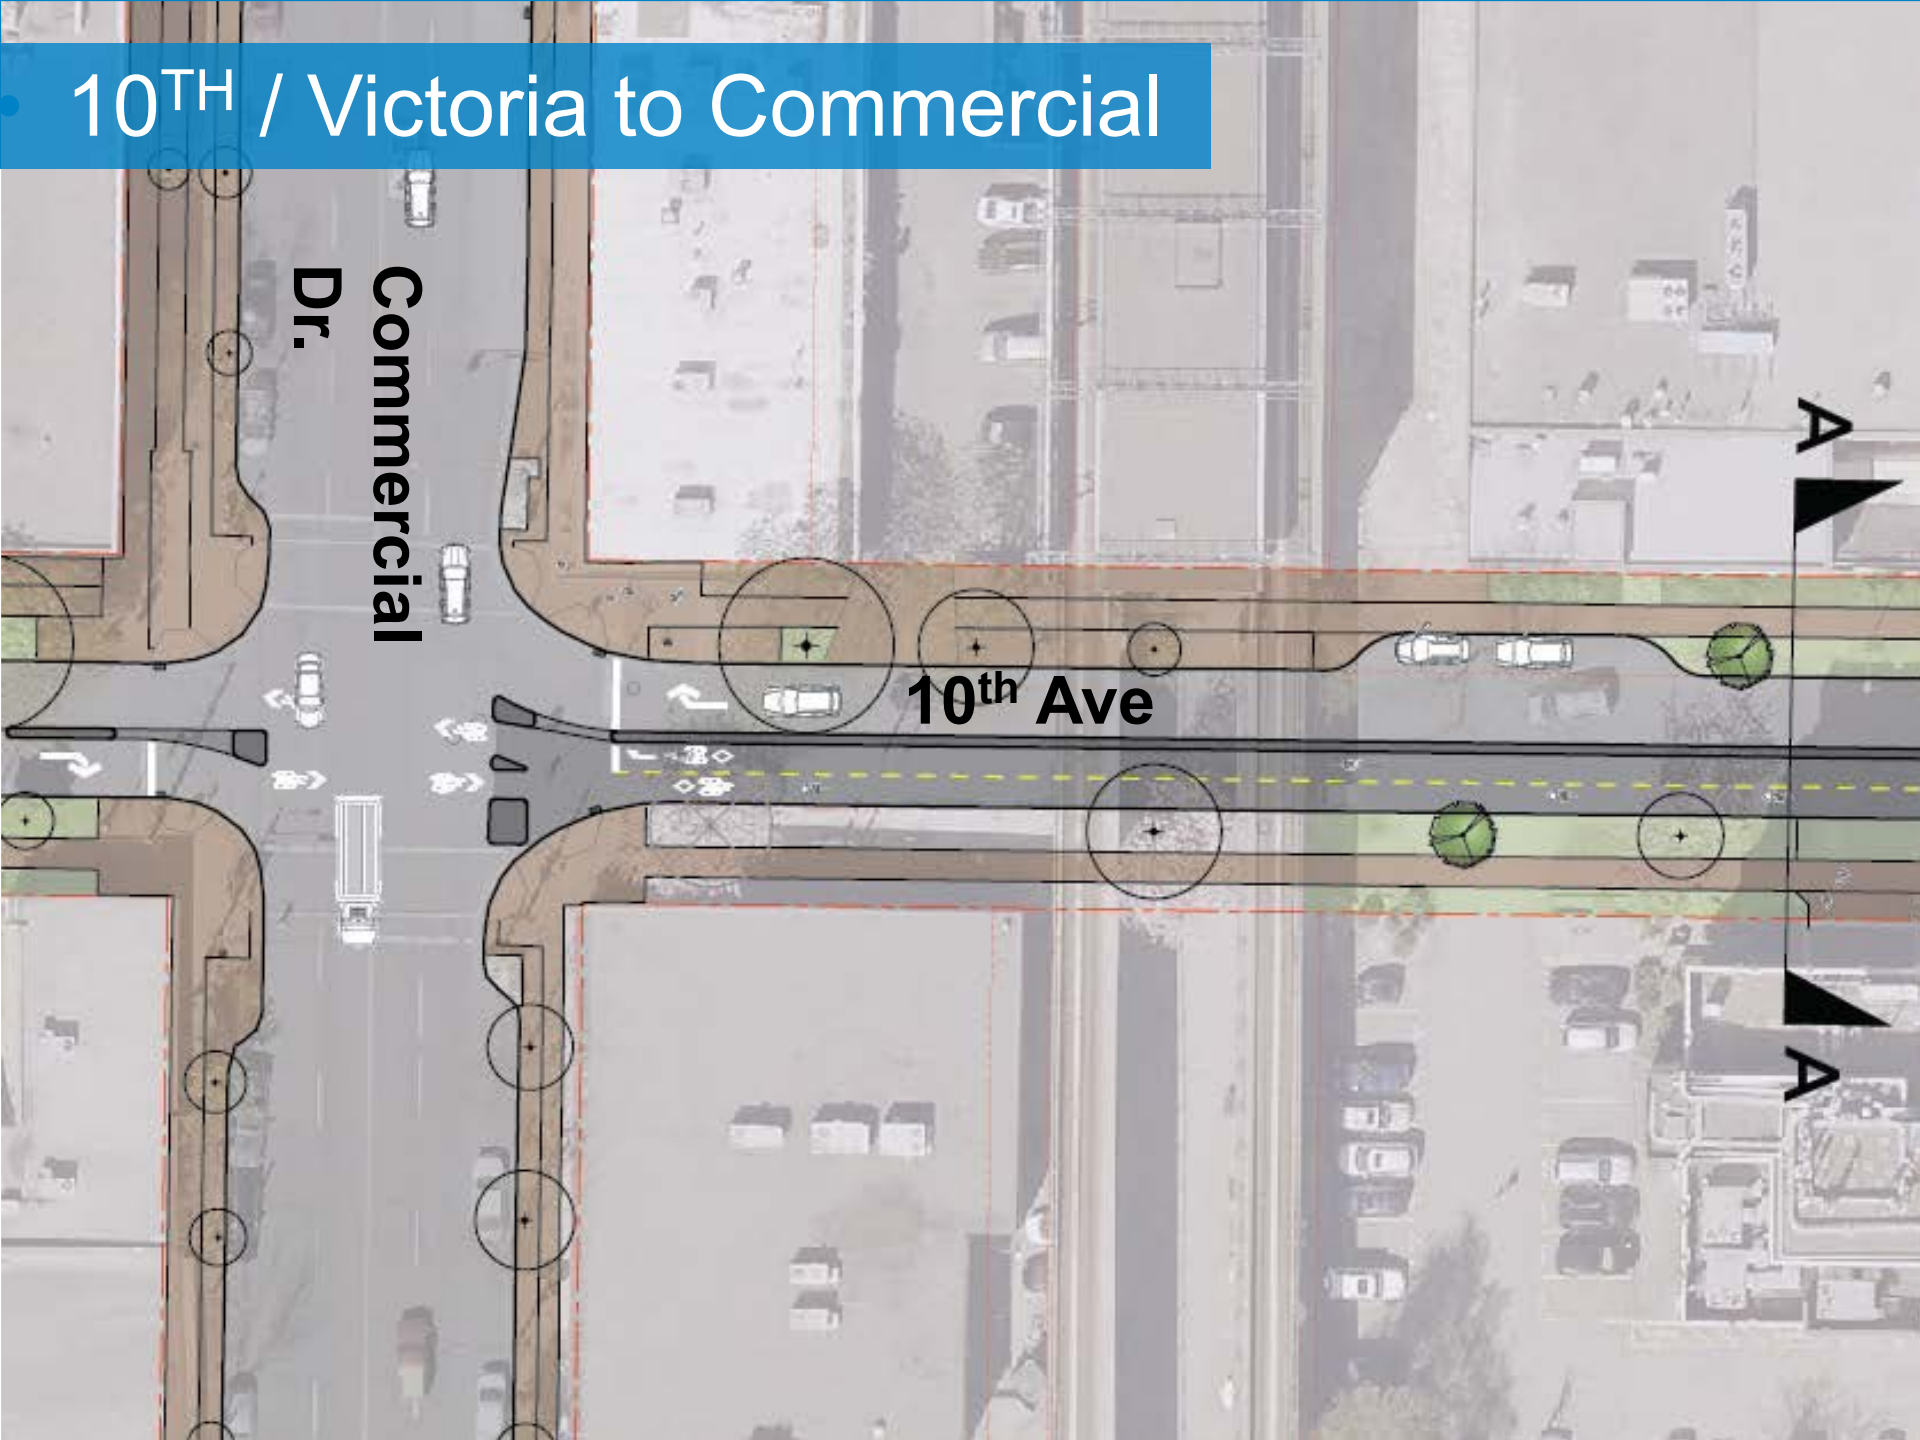 • 10TH / Victoria to Commercial
Commercial
Dr.
10th Ave
A
A